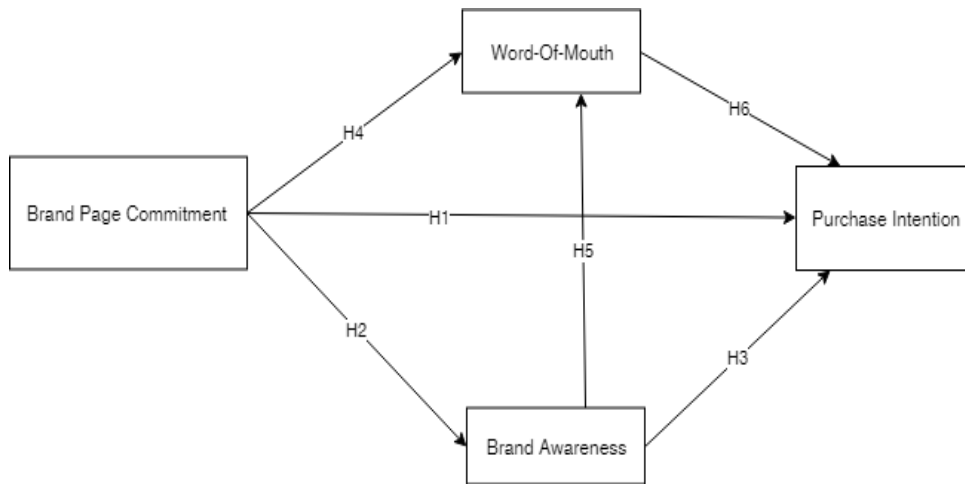 Word-Of-Mouth
H6
H4
Brand Page Commitment
H1
Purchase Intention
H5
H2
H3
Brand Awareness